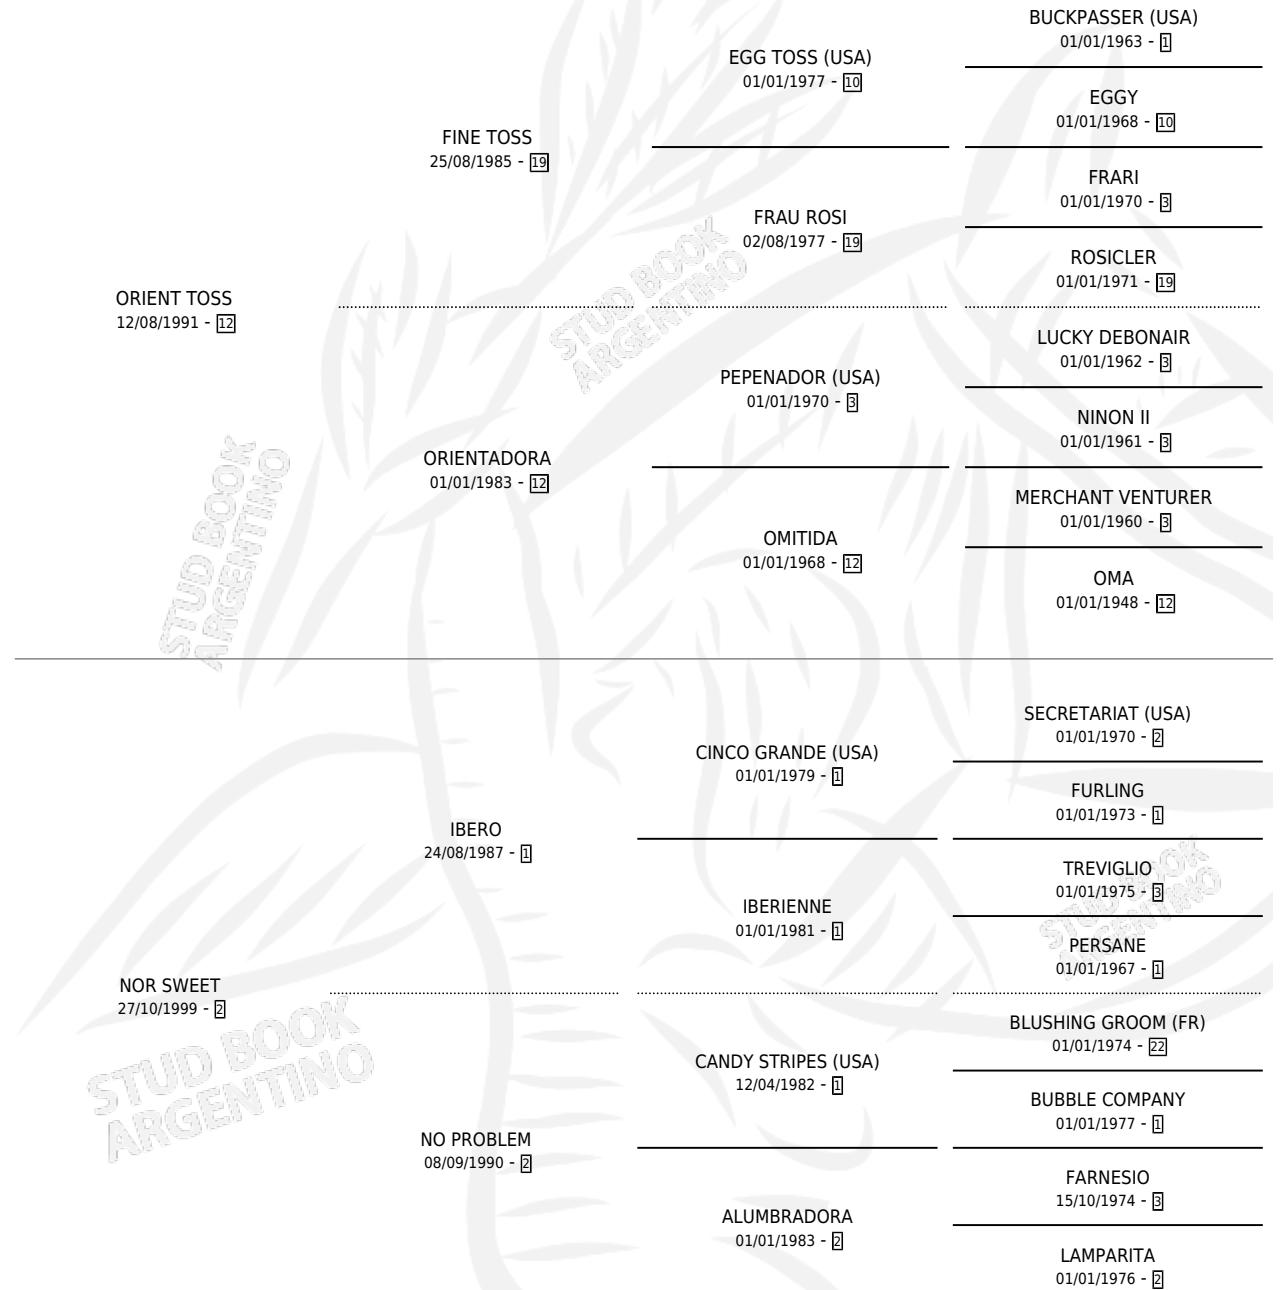 BUCKPASSER (USA)
01/01/1963 - 1
EGG TOSS (USA)
01/01/1977 - 10
EGGY
01/01/1968 - 10
FINE TOSS
25/08/1985 - 19
FRARI
01/01/1970 - 3
FRAU ROSI
02/08/1977 - 19
ROSICLER
01/01/1971 - 19
ORIENT TOSS
12/08/1991 - 12
STUD BOOK
ARGENTINO
LUCKY DEBONAIR
01/01/1962 - 3
PEPENADOR (USA)
01/01/1970 - 3
NINON II
01/01/1961 - 3
ORIENTADORA
01/01/1983 - 12
MERCHANT VENTURER
01/01/1960 - 3
OMITIDA
01/01/1968 - 12
OMA
01/01/1948 - 12
STUD BOOK
ARGENTINO
SECRETARIAT (USA)
01/01/1970 - 2
CINCO GRANDE (USA)
01/01/1979 - 1
FURLING
01/01/1973 - 1
IBERO
24/08/1987 - 1
TREVIGLIO
01/01/1975 - 3
IBERIENNE
01/01/1981 - 1
PERSANE
01/01/1967 - 1
STUD BOOK
ARGENTINO
NOR SWEET
27/10/1999 - 2
STUD BOOK
ARGENTINO
BLUSHING GROOM (FR)
01/01/1974 - 22
CANDY STRIPES (USA)
12/04/1982 - 1
BUBBLE COMPANY
01/01/1977 - 1
NO PROBLEM
08/09/1990 - 2
FARNESIO
15/10/1974 - 3
ALUMBRADORA
01/01/1983 - 2
LAMPARITA
01/01/1976 - 2